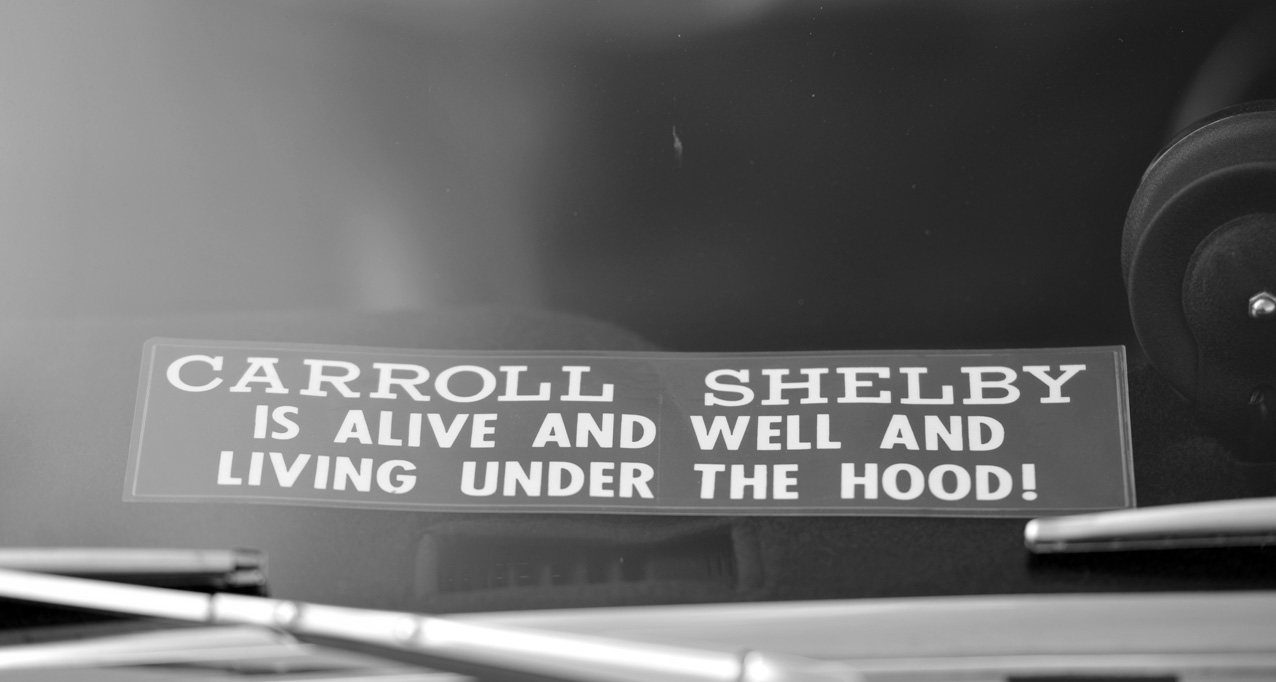 CARROLL SHELBY
IS ALIVE AND WELL AND
LIVING UNDER THE HOOD!